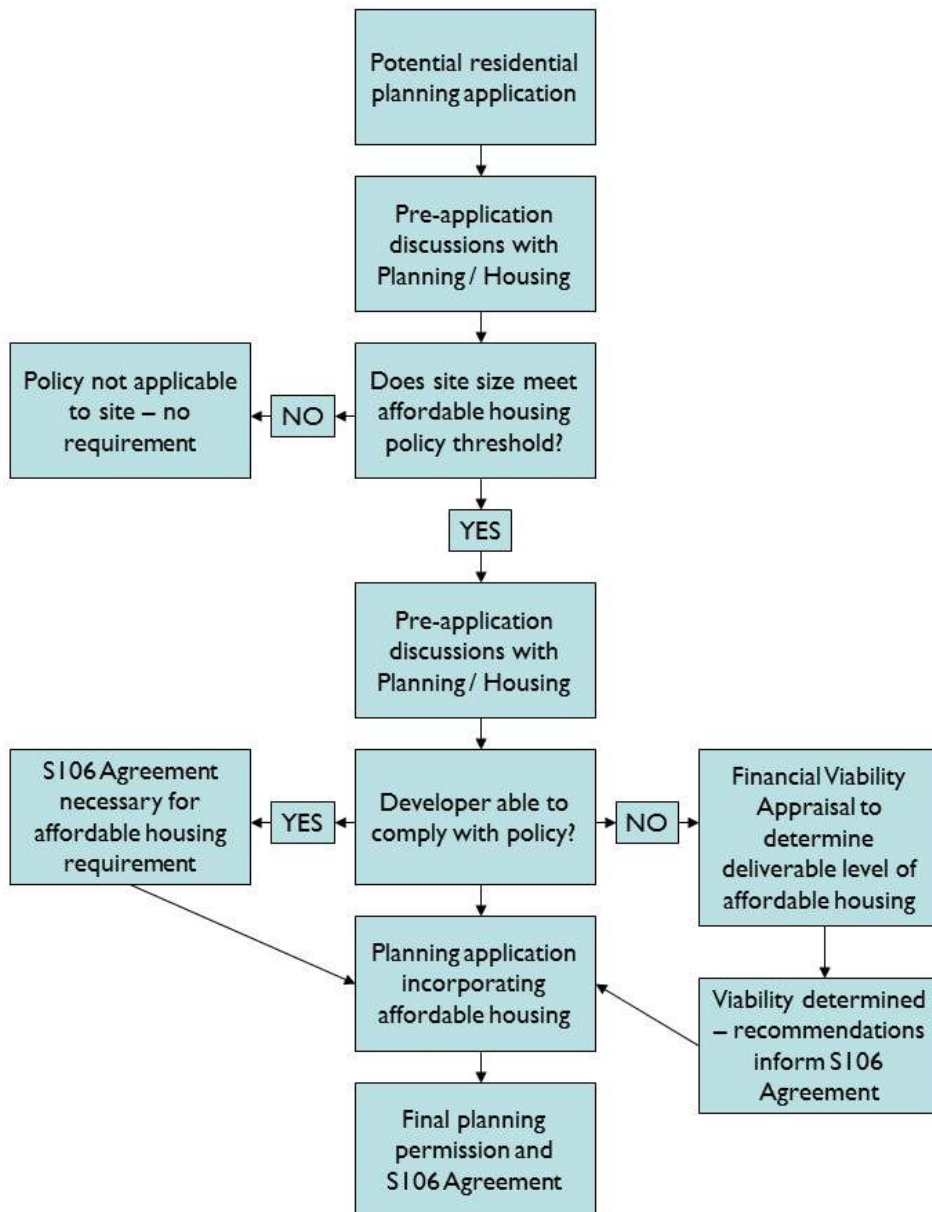 Potential residential
planning application
Pre-application
discussions with
Planning / Housing
Policy not applicable
to site – no
requirement
NO
Does site size meet
affordable housing
policy threshold?
YES
Pre-application
discussions with
Planning / Housing
S106 Agreement
necessary for
affordable housing
requirement
YES
Developer able to
comply with policy?
NO
Financial Viability
Appraisal to
determine
deliverable level of
affordable housing
Planning application
incorporating
affordable housing
Viability determined
– recommendations
inform S106
Agreement
Final planning
permission and
S106 Agreement